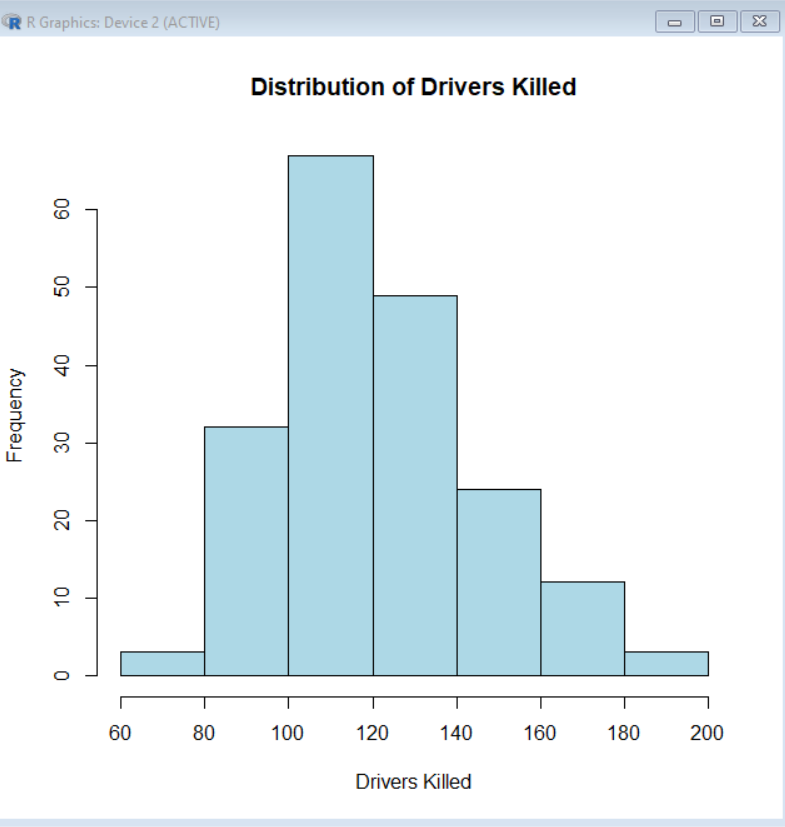 R Graphics: Device 2 (ACTIVE)
Distribution of Drivers Killed
Frequency
60
50
40
30
20
10
0
60 80 100 120 140 160 180 200
Drivers Killed